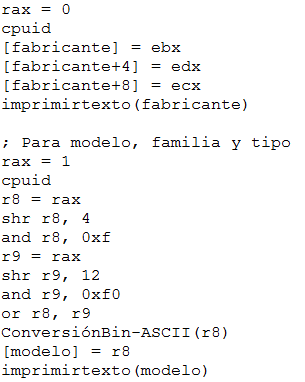 rax = 0
cpuid
[fabricante] = ebx
[fabricante+4] = edx
[fabricante+8] = ecx
imprimirtexto(fabricante)

; Para modelo, familia y tipo
rax = 1
cpuid
r8 = rax
shr r8, 4
and r8, 0xf
r9 = rax
shr r9, 12
and r9, 0xf0
or r8, r9
ConversiónBin-ASCII(r8)
[modelo] = r8
imprimirtexto(modelo)